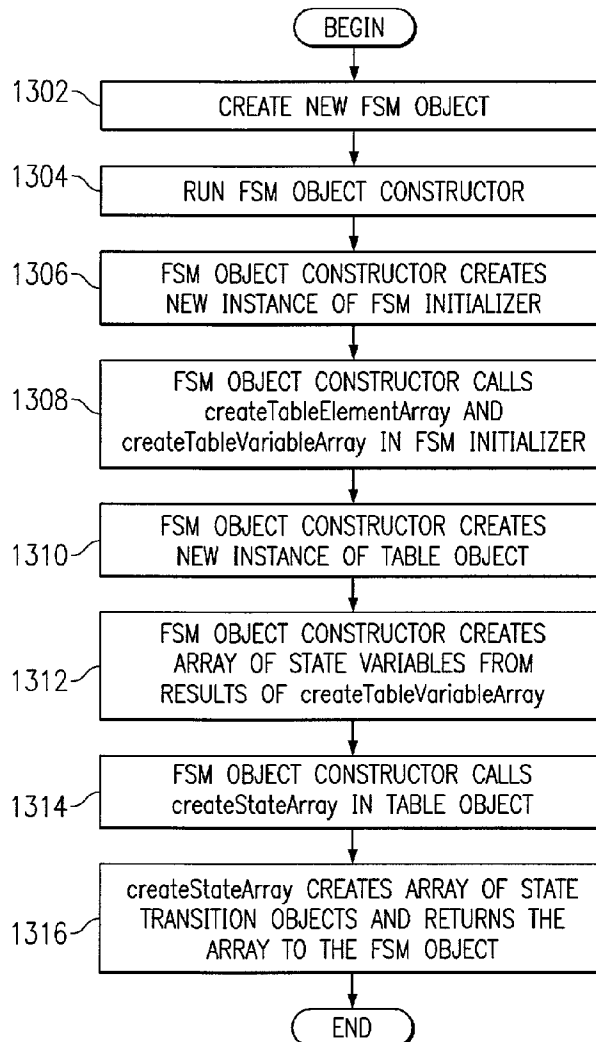 BEGIN
1302
CREATE NEW FSM OBJECT
1304
RUN FSM OBJECT CONSTRUCTOR
1306
FSM OBJECT CONSTRUCTOR CREATES
NEW INSTANCE OF FSM INITIALIZER
1308
FSM OBJECT CONSTRUCTOR CALLS
createTableElementArray AND
createTableVariableArray IN FSM INITIALIZER
1310
FSM OBJECT CONSTRUCTOR CREATES
NEW INSTANCE OF TABLE OBJECT
1312
FSM OBJECT CONSTRUCTOR CREATES
ARRAY OF STATE VARIABLES FROM
RESULTS OF createTableVariableArray
1314
FSM OBJECT CONSTRUCTOR CALLS
createStateArray IN TABLE OBJECT
1316
createStateArray CREATES ARRAY OF STATE
TRANSITION OBJECTS AND RETURNS THE
ARRAY TO THE FSM OBJECT
END